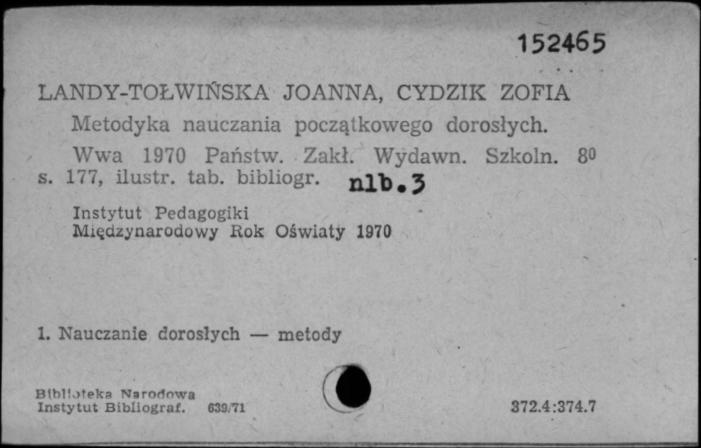 152465
LANDY-TOŁWIŃSKA JOANNA, CYDZIK ZOFIA
Metodyka nauczania początkowego dorosłych.
Wwa 1970 Państw. Zakł. Wydawn. Szkoln. 8⁰
s. 177, ilustr. tab. bibliogr. nlb.3
Instytut Pedagogiki
Międzynarodowy Rok Oświaty 1970
1. Nauczanie dorosłych — metody
Biblioteka Narodowa
Instytut Bibliograf. 639/71
372.4:374.7